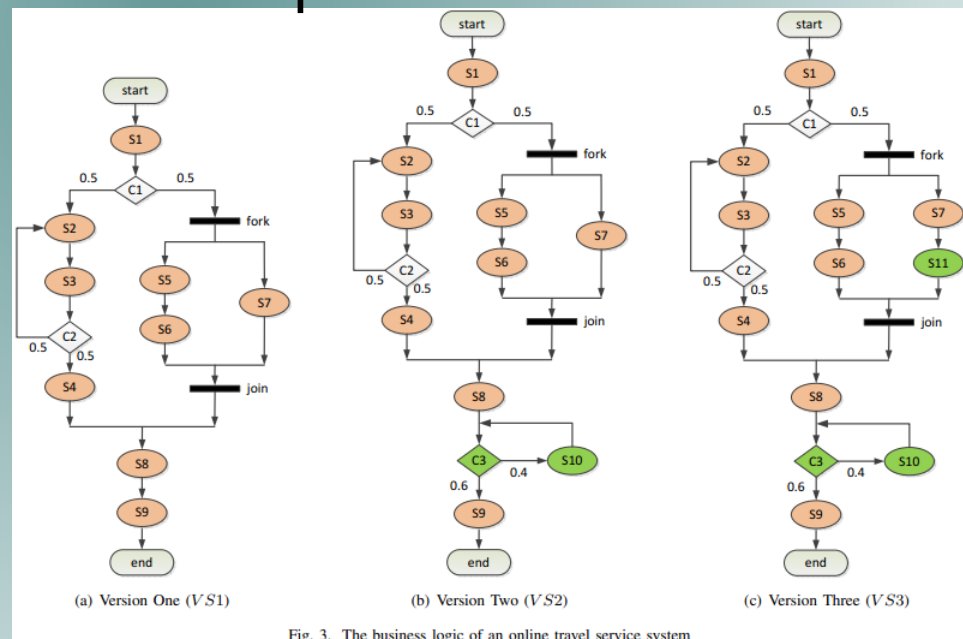 start
S1
C1
0.5
0.5
fork
S2
S3
C2
0.5
0.5
S4
S5
S6
S7
join
S8
S9
end
(a) Version One (VS1)
start
S1
C1
0.5
0.5
fork
S2
S3
C2
0.5
0.5
S4
S5
S6
S7
join
S8
C3
0.4
S10
0.6
S9
end
(b) Version Two (VS2)
start
S1
C1
0.5
0.5
fork
S2
S3
C2
0.5
0.5
S4
S5
S6
S7
S11
join
S8
C3
0.4
S10
0.6
S9
end
(c) Version Three (VS3)
Fig. 3. The business logic of an online travel service system